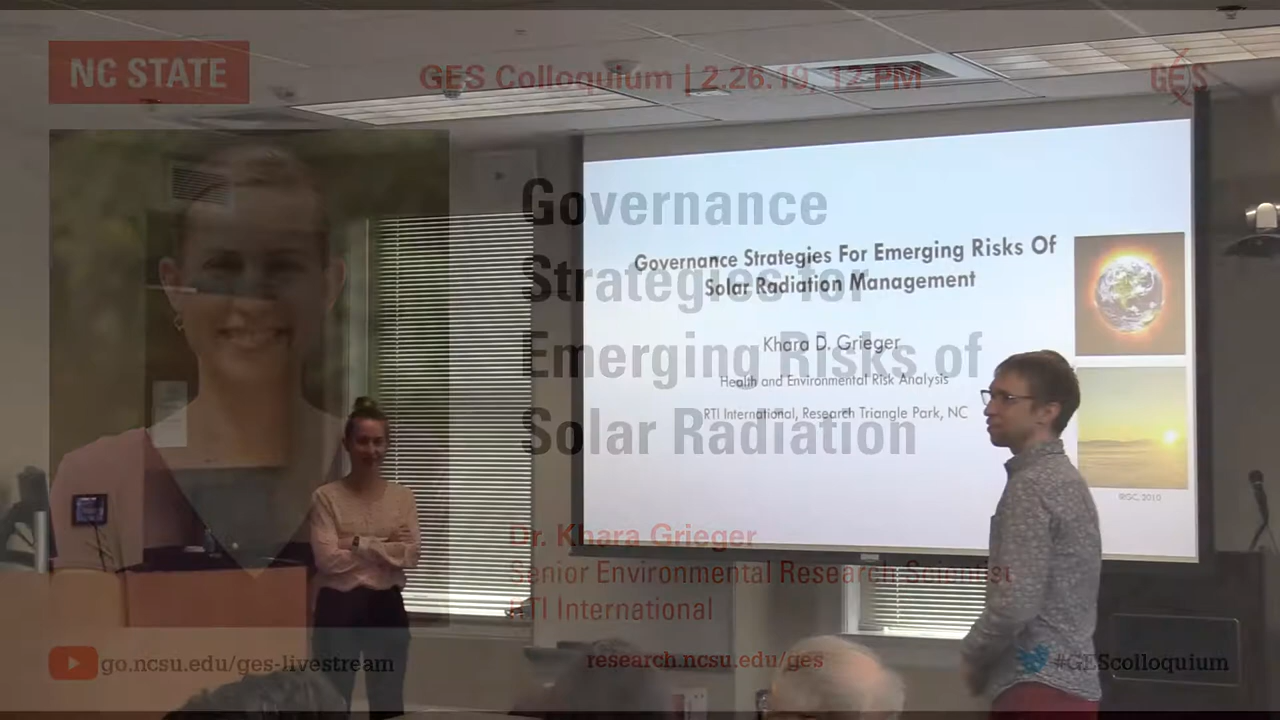 NC STATE
GES Colloquium | 2.26.19, 12 PM
GES
Governance
Strategies for
Emerging Risks of
Solar Radiation
Dr. Khara Grieger
Senior Environmental Research Scientist
RTI International
Governance Strategies For Emerging Risks Of
Solar Radiation Management
Khara D. Grieger
Health and Environmental Risk Analysis
RTI International, Research Triangle Park, NC
IRGC, 2010
go.ncsu.edu/ges-livestream
research.ncsu.edu/ges
#GEScolloquium